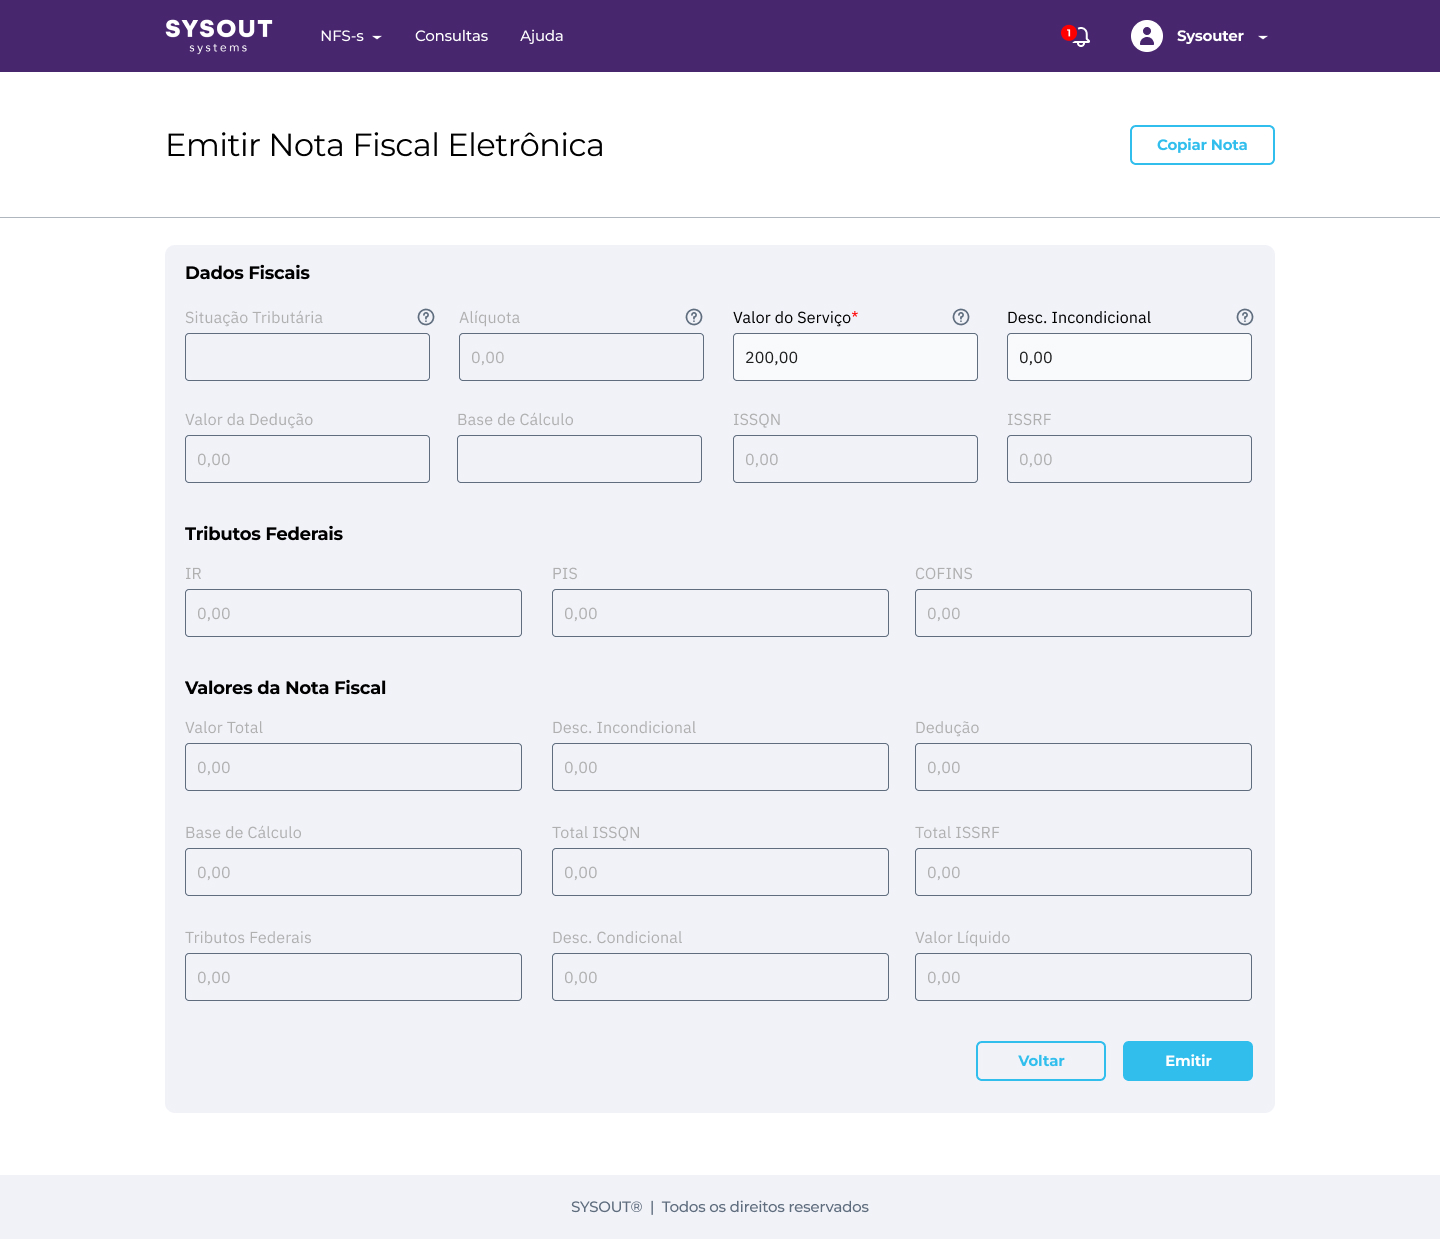 SYSOUT
systems
NFS-s
Consultas
Ajuda
1
Sysouter
Emitir Nota Fiscal Eletrônica
Copiar Nota
Dados Fiscais
Situação Tributária ?
Alíquota ?
Valor do Serviço* ?
Desc. Incondicional ?
0,00
200,00
0,00
Valor da Dedução
Base de Cálculo
ISSQN
ISSRF
0,00
0,00
0,00
Tributos Federais
IR
PIS
COFINS
0,00
0,00
0,00
Valores da Nota Fiscal
Valor Total
Desc. Incondicional
Dedução
0,00
0,00
0,00
Base de Cálculo
Total ISSQN
Total ISSRF
0,00
0,00
0,00
Tributos Federais
Desc. Condicional
Valor Líquido
0,00
0,00
0,00
Voltar
Emitir
SYSOUT® | Todos os direitos reservados